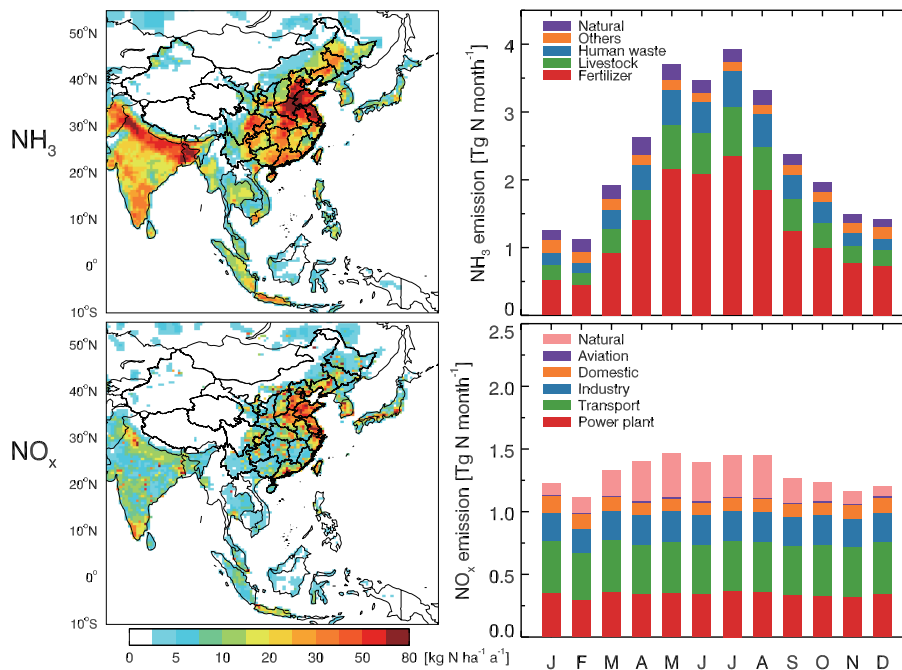 NH₃
50°N
40°N
30°N
20°N
10°N
0°
10°S
NH₃ emission [Tg N month⁻¹]
4
3
2
1
0
Natural
Others
Human waste
Livestock
Fertilizer
NOₓ
50°N
40°N
30°N
20°N
10°N
0°
10°S
0 2 5 10 20 30 50 80 [kg N ha⁻¹ a⁻¹]
NOₓ emission [Tg N month⁻¹]
2.5
2.0
1.5
1.0
0.5
0.0
Natural
Aviation
Domestic
Industry
Transport
Power plant
J F M A M J J A S O N D